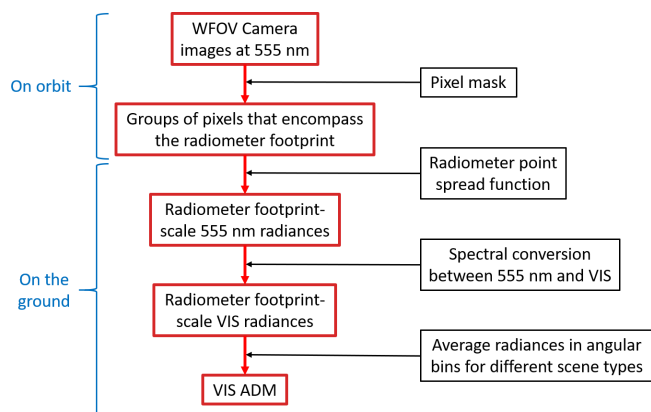 WFOV Camera
images at 555 nm
Pixel mask
On orbit
Groups of pixels that encompass
the radiometer footprint
Radiometer point
spread function
Radiometer footprint-
scale 555 nm radiances
Spectral conversion
between 555 nm and VIS
On the
ground
Radiometer footprint-
scale VIS radiances
Average radiances in angular
bins for different scene types
VIS ADM